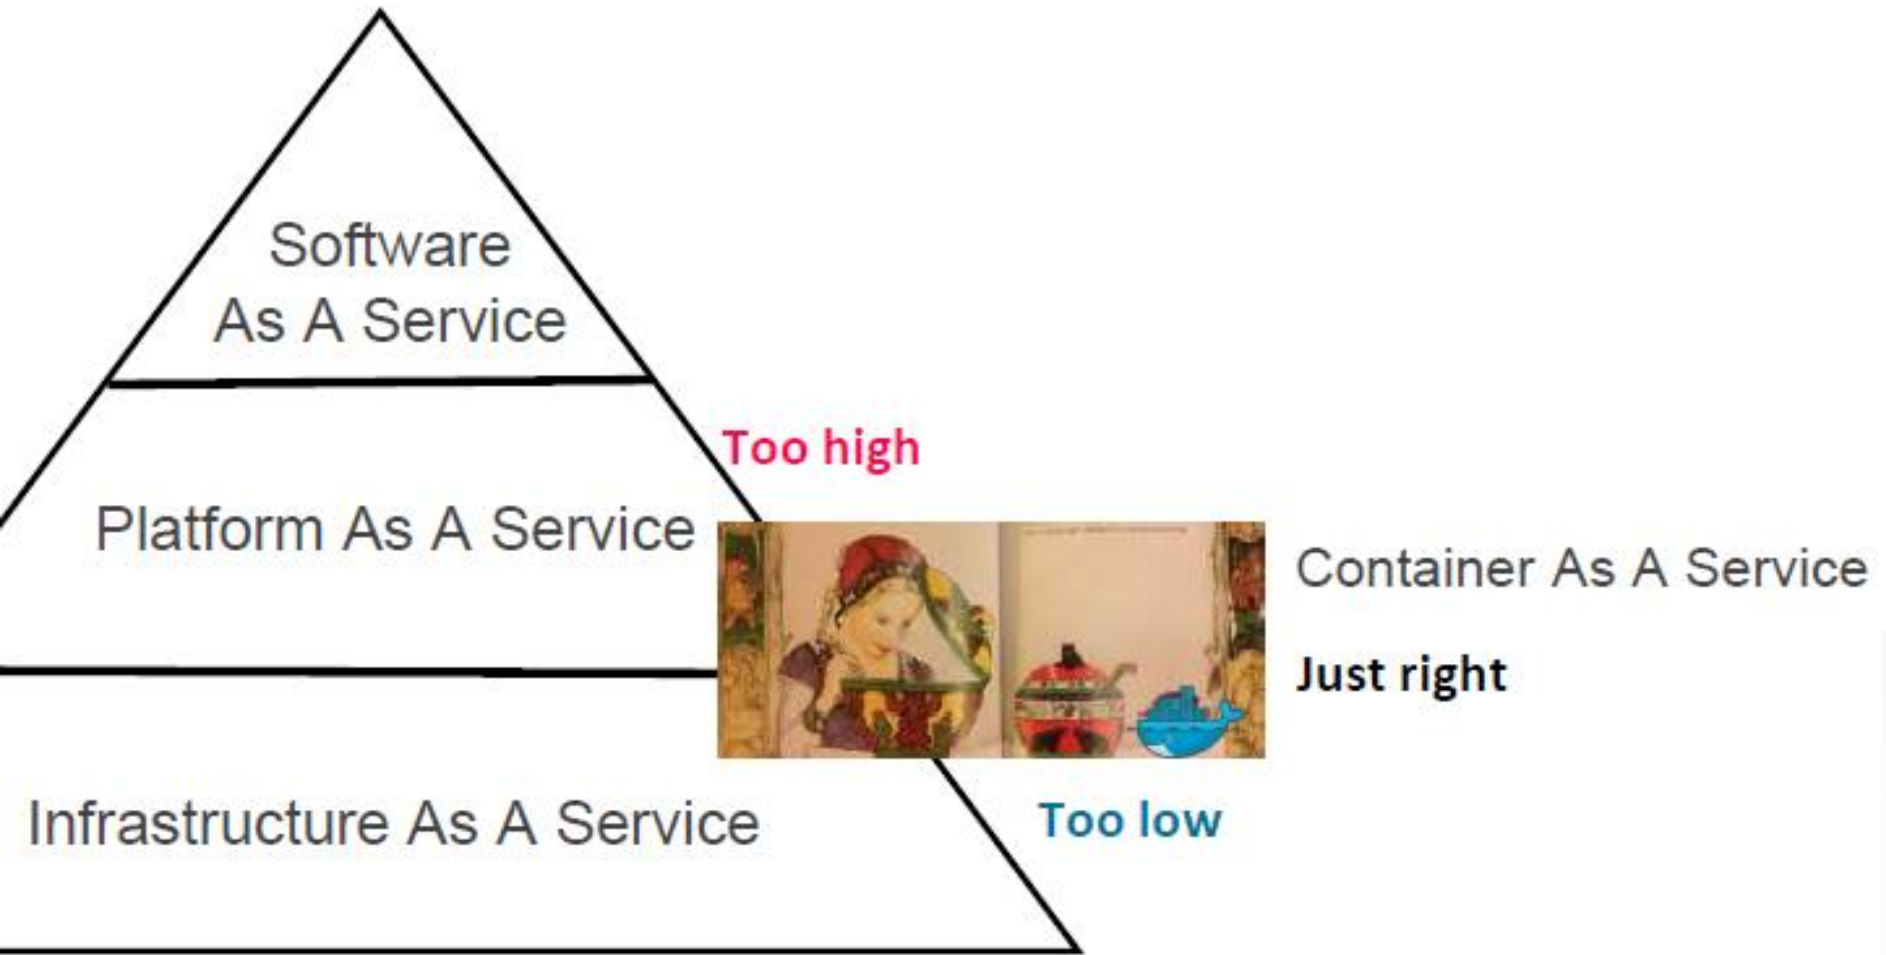 Software
As A Service
Too high
Platform As A Service
Container As A Service
Just right
Infrastructure As A Service
Too low